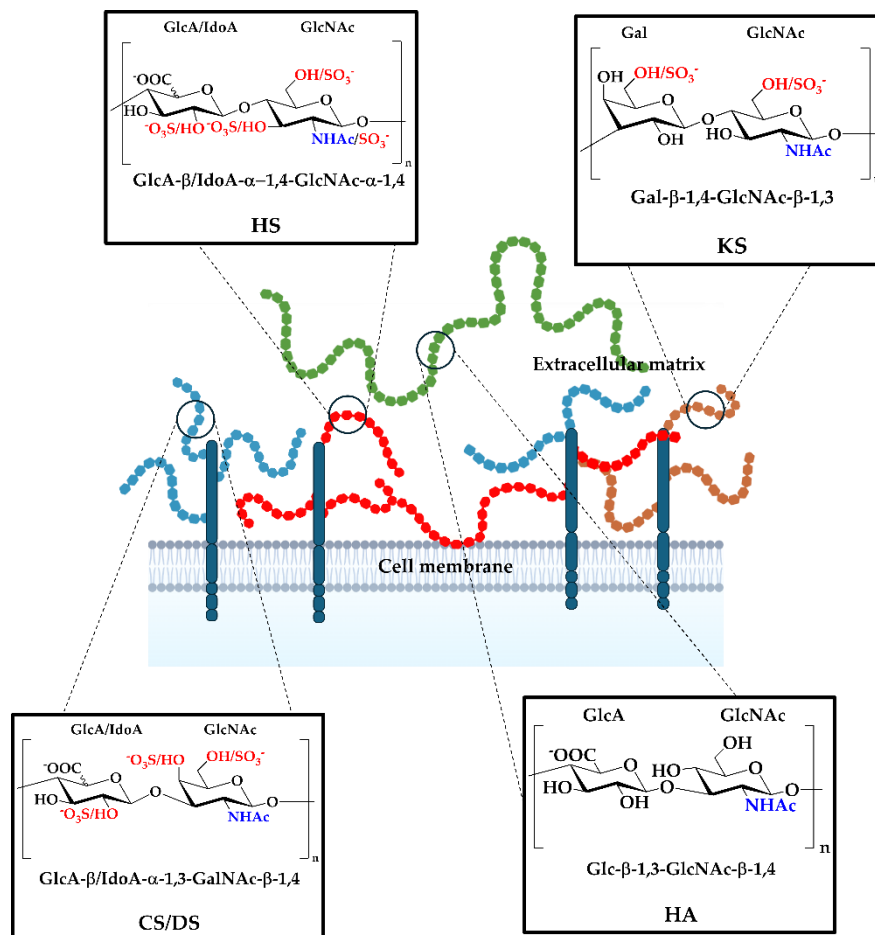 GlcA/IdoA GlcNAc
⁻OOC O OH/SO₃⁻
O O
HO O
⁻O₃S/HO ⁻O₃S/HO O
NHAc/SO₃⁻
n
GlcA-β/IdoA-α–1,4-GlcNAc-α-1,4
HS
Gal GlcNAc
OH OH/SO₃⁻ OH/SO₃⁻
O O O
O HO O
OH NHAc
Gal-β-1,4-GlcNAc-β-1,3
KS
Extracellular matrix
Cell membrane
GlcA/IdoA GlcNAc
⁻OOC O ⁻O₃S/HO OH/SO₃⁻
O O
HO O O O
⁻O₃S/HO NHAc
n
GlcA-β/IdoA-α-1,3-GalNAc-β-1,4
CS/DS
GlcA GlcNAc
⁻OOC OH
O O HO O
HO O O
OH NHAc
n
Glc-β-1,3-GlcNAc-β-1,4
HA